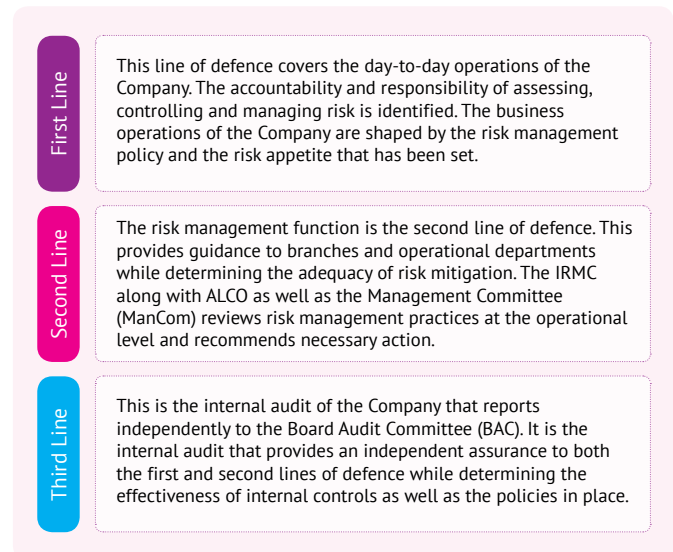 First Line
This line of defence covers the day-to-day operations of the
Company. The accountability and responsibility of assessing,
controlling and managing risk is identified. The business
operations of the Company are shaped by the risk management
policy and the risk appetite that has been set.
Second Line
The risk management function is the second line of defence. This
provides guidance to branches and operational departments
while determining the adequacy of risk mitigation. The IRMC
along with ALCO as well as the Management Committee
(ManCom) reviews risk management practices at the operational
level and recommends necessary action.
Third Line
This is the internal audit of the Company that reports
independently to the Board Audit Committee (BAC). It is the
internal audit that provides an independent assurance to both
the first and second lines of defence while determining the
effectiveness of internal controls as well as the policies in place.